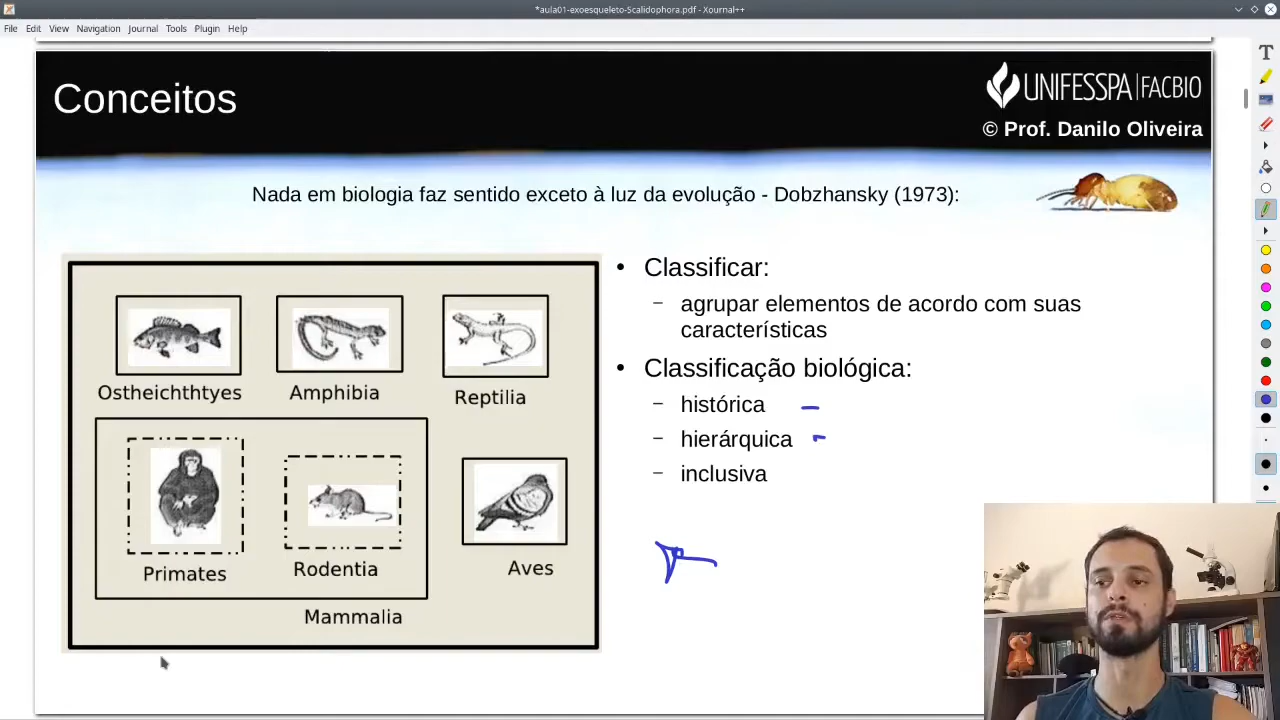 *aula01-exoesqueleto-Scalidophora.pdf - Xournal++
File Edit View Navigation Journal Tools Plugin Help
Conceitos
UNIFESSPA|FACBIO
© Prof. Danilo Oliveira
Nada em biologia faz sentido exceto à luz da evolução - Dobzhansky (1973):
Ostheichthtyes
Amphibia
Reptilia
Primates
Rodentia
Aves
Mammalia
• Classificar:
– agrupar elementos de acordo com suas
características
• Classificação biológica:
– histórica
– hierárquica
– inclusiva
T